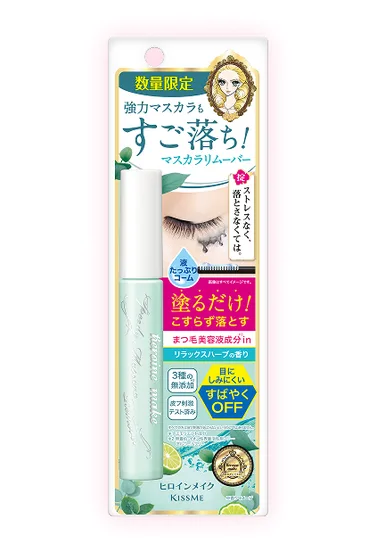 数量限定
強力マスカラも
すご落ち!
マスカラリムーバー
掟
ストレスなく、
落とさなくては。
液
たっぷり
コーム
塗るだけ!
こすらず落とす
まつ毛美容液成分in
リラックスハーブの香り
3種の
無添加
目に
しみにくい
すばやく
OFF
皮フ刺激
テスト済み
heroine make
ヒロインメイク
KISSME